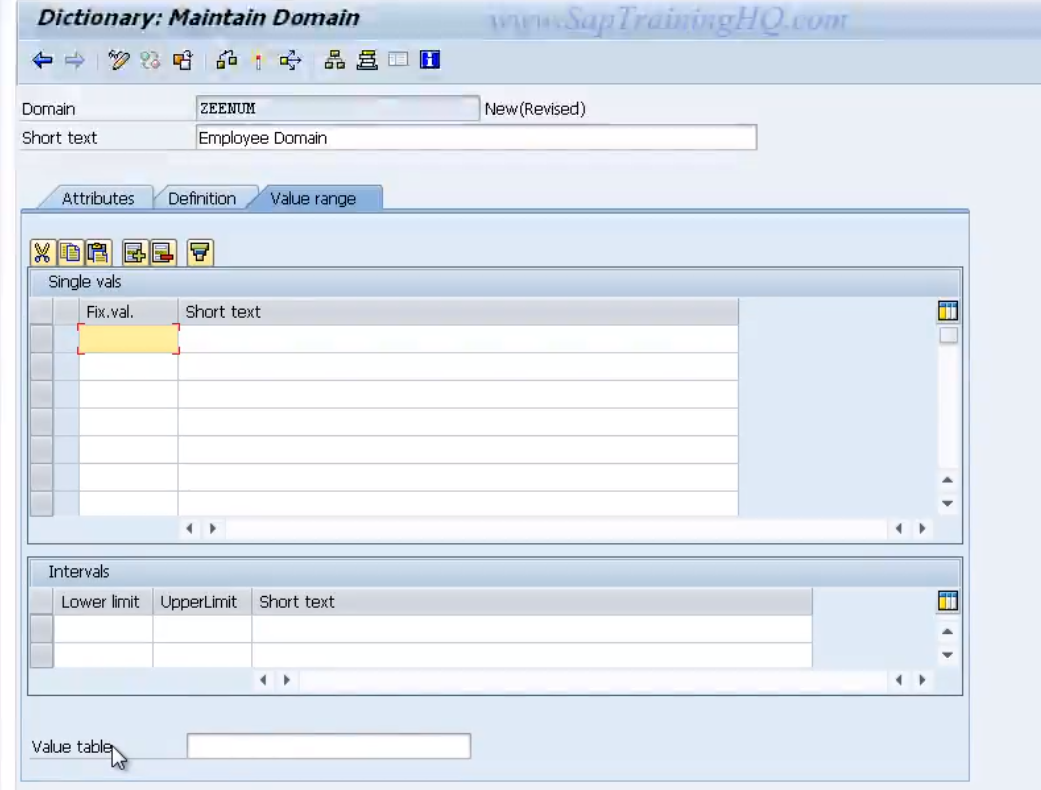 Dictionary: Maintain Domain
www.SapTrainingHQ.com
Domain ZEENUM New(Revised)
Short text Employee Domain
Attributes Definition Value range
Single vals
Fix.val. Short text
Intervals
Lower limit UpperLimit Short text
Value table